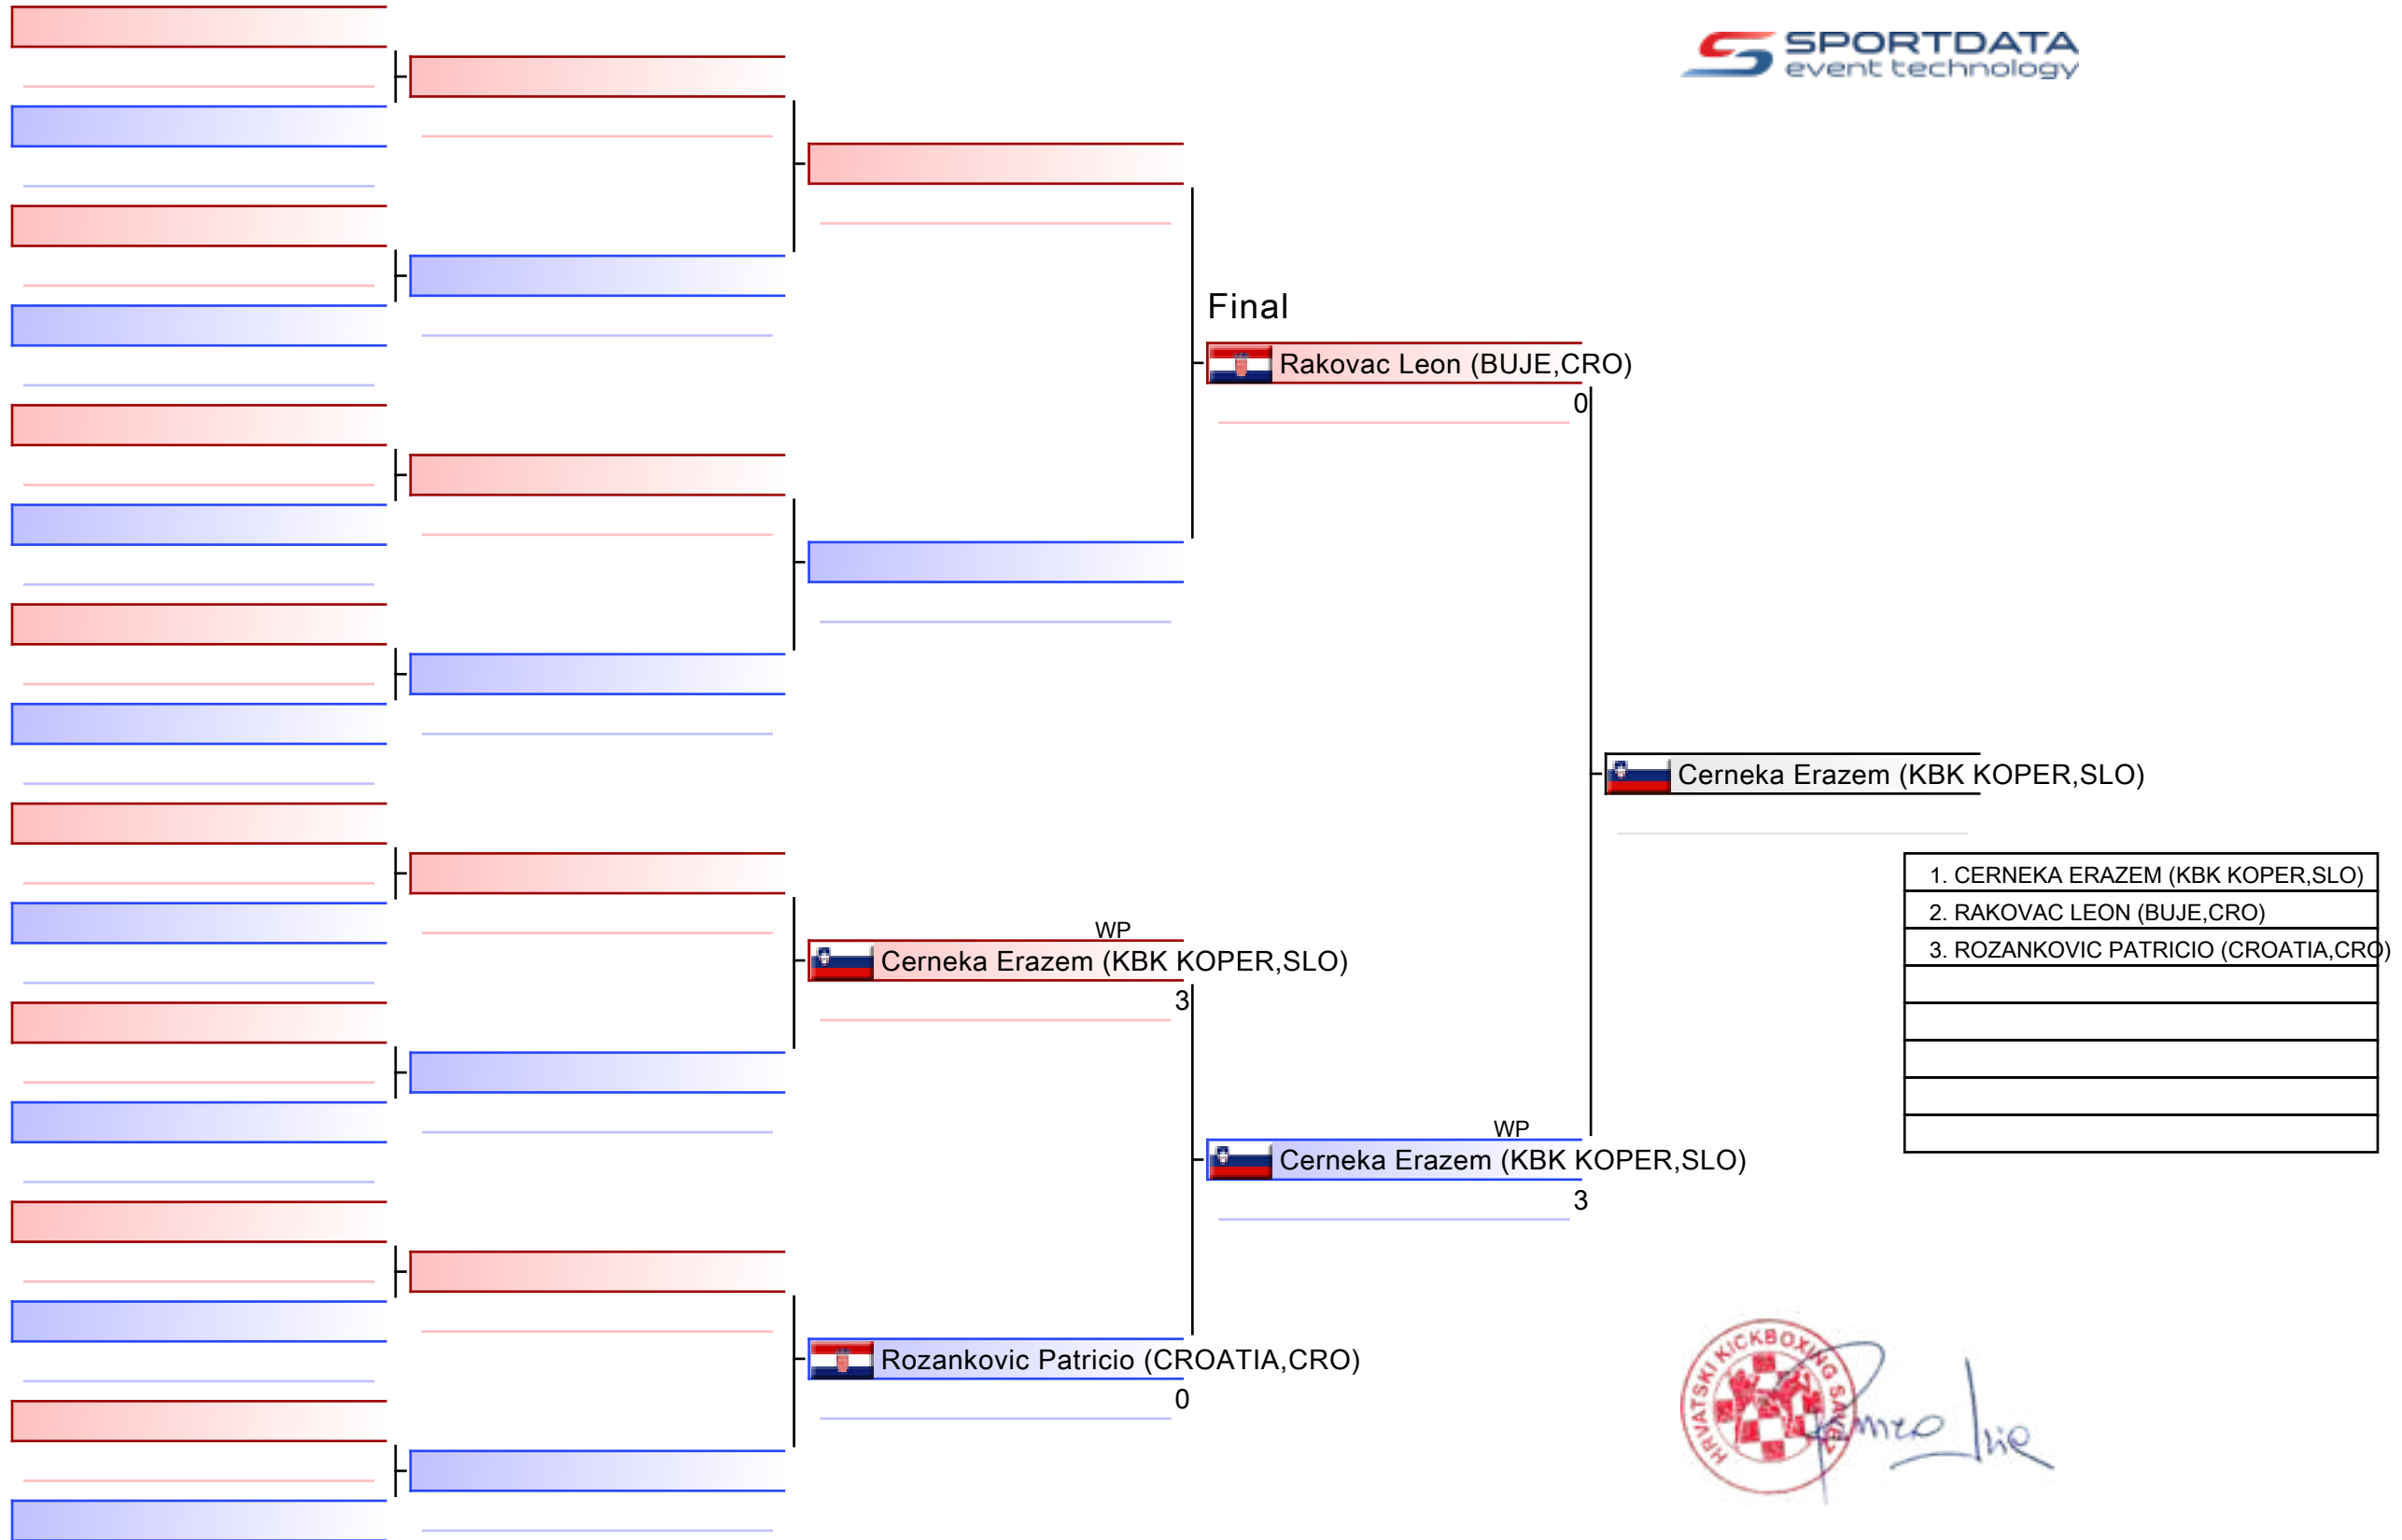 SPORTDATA
event technology
Final
Rakovac Leon (BUJE,CRO)
0
Cerneka Erazem (KBK KOPER,SLO)
1. CERNEKA ERAZEM (KBK KOPER,SLO)
2. RAKOVAC LEON (BUJE,CRO)
3. ROZANKOVIC PATRICIO (CROATIA,CRO)
WP
Cerneka Erazem (KBK KOPER,SLO)
3
WP
Cerneka Erazem (KBK KOPER,SLO)
3
Rozankovic Patricio (CROATIA,CRO)
0
HRVATSKI KICKBOXING SAVEZ